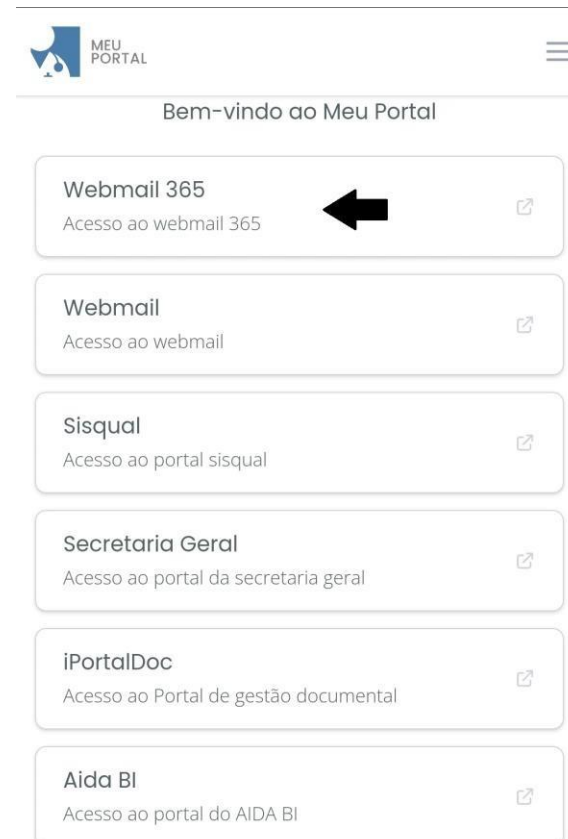 MEU
PORTAL
Bem-vindo ao Meu Portal
Webmail 365
Acesso ao webmail 365
Webmail
Acesso ao webmail
Sisqual
Acesso ao portal sisqual
Secretaria Geral
Acesso ao portal da secretaria geral
iPortalDoc
Acesso ao Portal de gestão documental
Aida BI
Acesso ao portal do AIDA BI